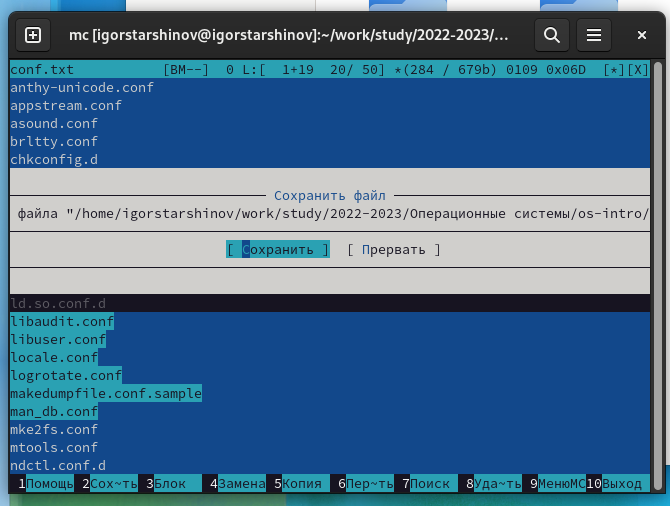 mc [igorstarshinov@igorstarshinov]:~/work/study/2022-2023/…
conf.txt [BM--] 0 L:[ 1+19 20/ 50] *(284 / 679b) 0109 0x06D [*][X]
anthy-unicode.conf
appstream.conf
asound.conf
brltty.conf
chkconfig.d
Сохранить файл
файла "/home/igorstarshinov/work/study/2022-2023/Операционные системы/os-intro/
[ Сохранить ] [ Прервать ]
ld.so.conf.d
libaudit.conf
libuser.conf
locale.conf
logrotate.conf
makedumpfile.conf.sample
man_db.conf
mke2fs.conf
mtools.conf
ndctl.conf.d
1Помощь 2Сох~ть 3Блок 4Замена 5Копия 6Пер~ть 7Поиск 8Уда~ть 9МенюMC10Выход